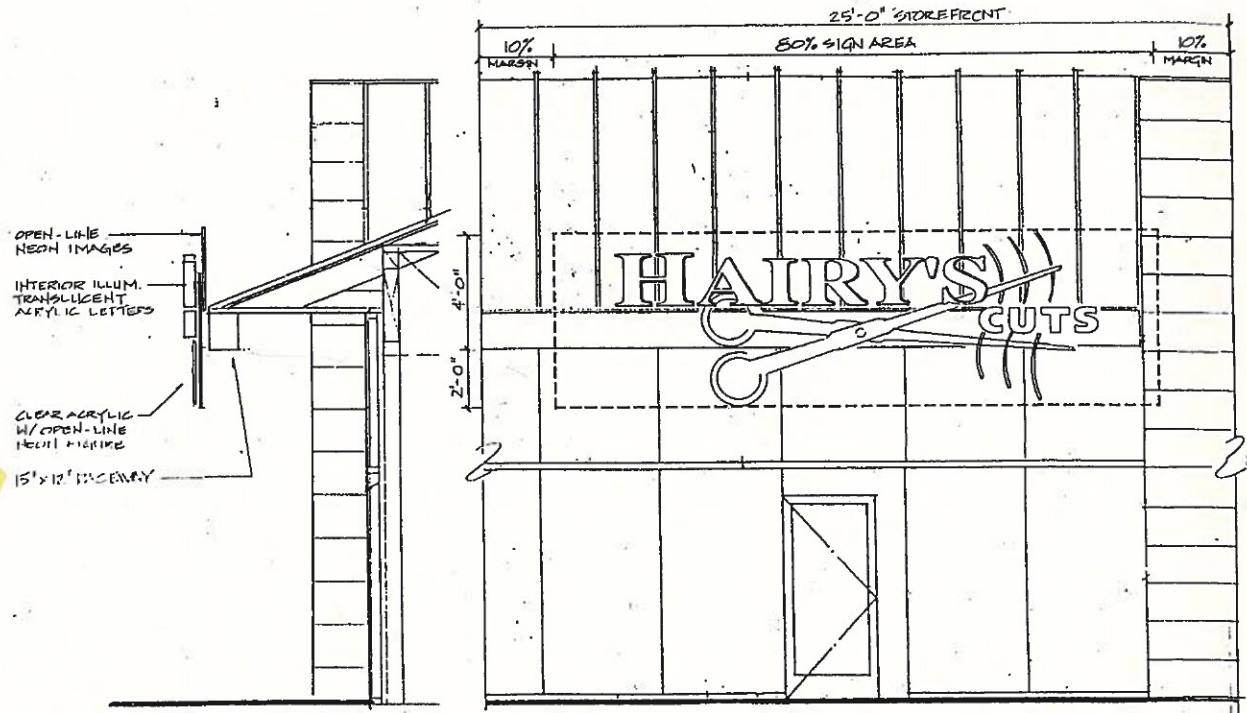 25'-0" STOREFRONT
10%
MARGIN
80% SIGN AREA
10%
MARGIN
OPEN-LINE
NEON IMAGES
INTERIOR ILLUM.
TRANSLUCENT
ACRYLIC LETTERS
4'-0"
2'-0"
HAIRY'S
CUTS
CLEAR ACRYLIC
W/ OPEN-LINE
NEON
RACEWAY